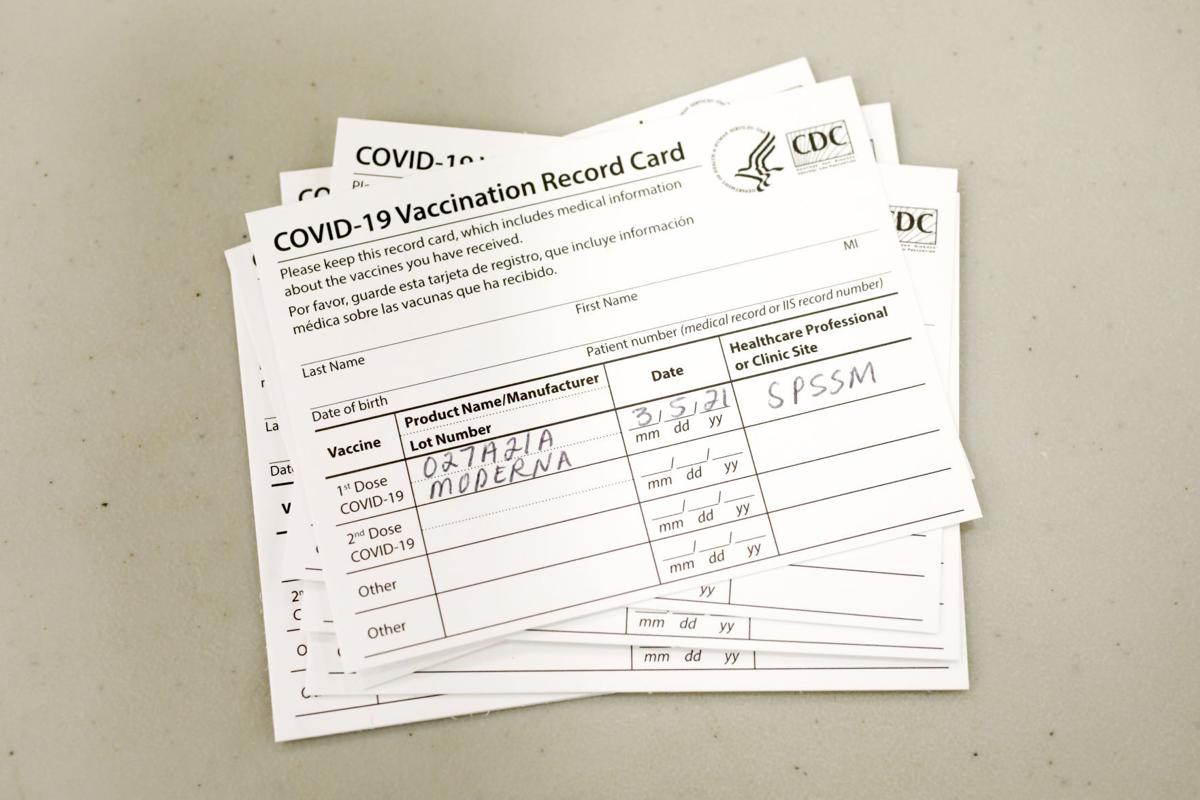 COVID-19
CO
COVID-19 Vaccination Record Card
CDC
Please keep this record card, which includes medical information
about the vaccines you have received.
Por favor, guarde esta tarjeta de registro, que incluye información
médica sobre las vacunas que ha recibido.
Last Name First Name MI
Date of birth Patient number (medical record or IIS record number)
Vaccine Product Name/Manufacturer Date Healthcare Professional
Lot Number or Clinic Site
1st Dose 027A21A 3/5/21 SPSSM
COVID-19 MODERNA mm dd yy
2nd Dose / /
COVID-19 mm dd yy
Other / /
mm dd yy
Other / /
mm dd yy
CDC
La
Dat
V
2n
C
O
yy
mm dd yy
mm dd yy